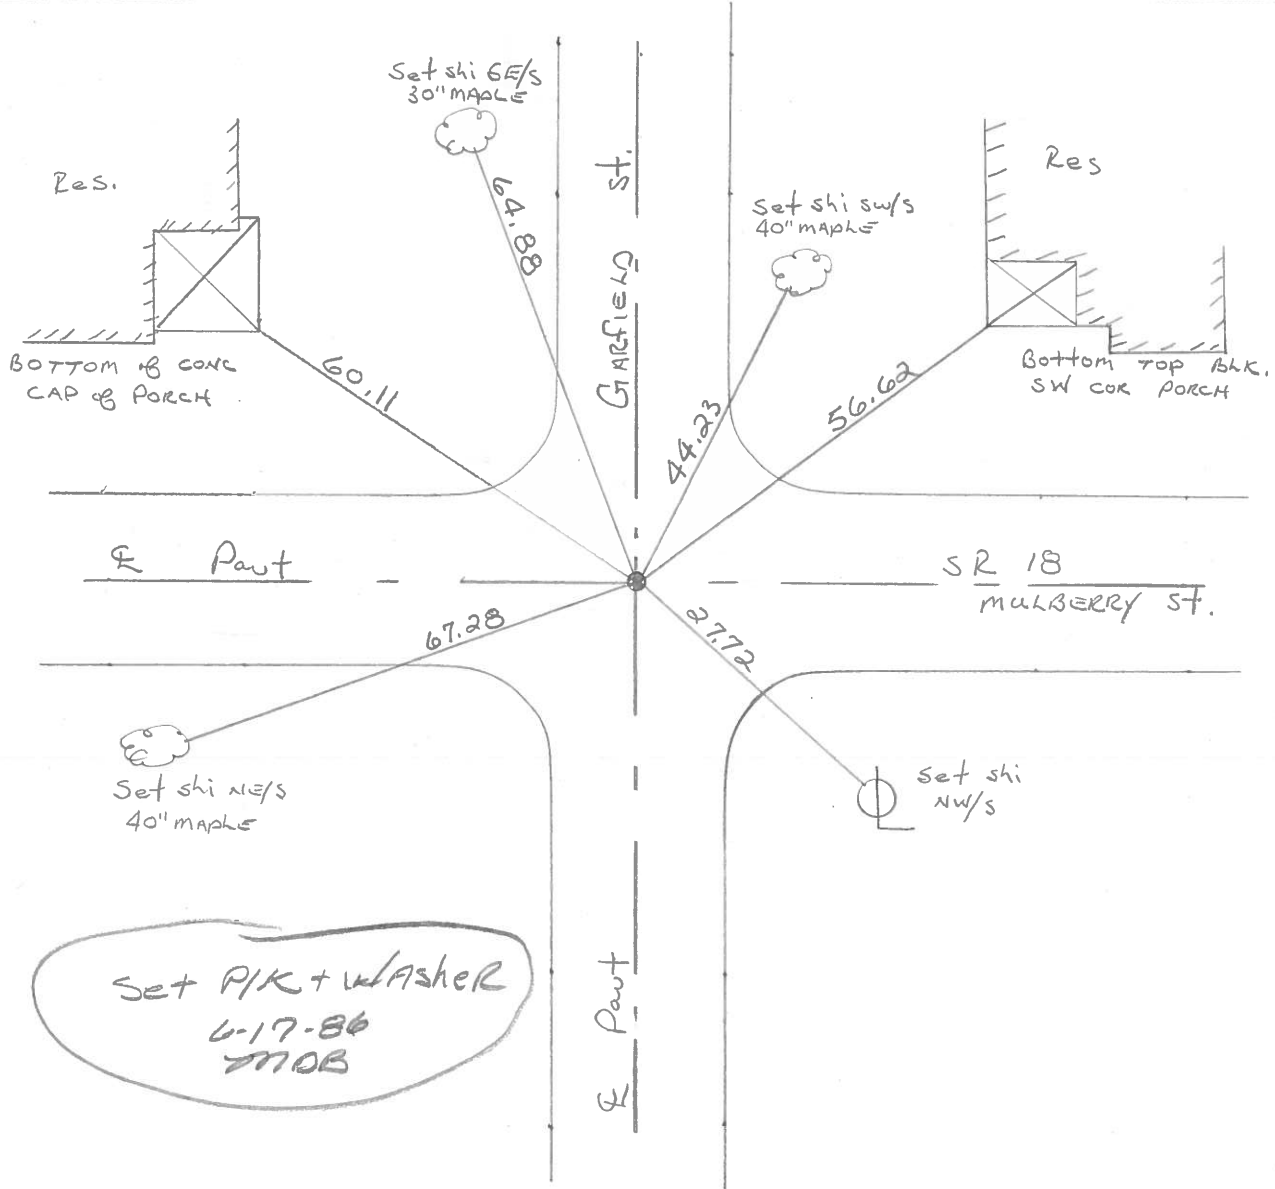 Set shi SE/S
30" MAPLE
Res.
Res
Set shi SW/S
40" MAPLE
64.88
GARFIELD St.
BOTTOM of CONC
CAP of PORCH
60.11
44.23
56.62
Bottom TOP BLK.
SW COR PORCH
℄ Pavt
SR 18
MULBERRY St.
67.28
27.72
Set shi NE/S
40" MAPLE
Set shi
NW/S
Set P/K + WASHER
6-17-86
MDB
℄ Pavt